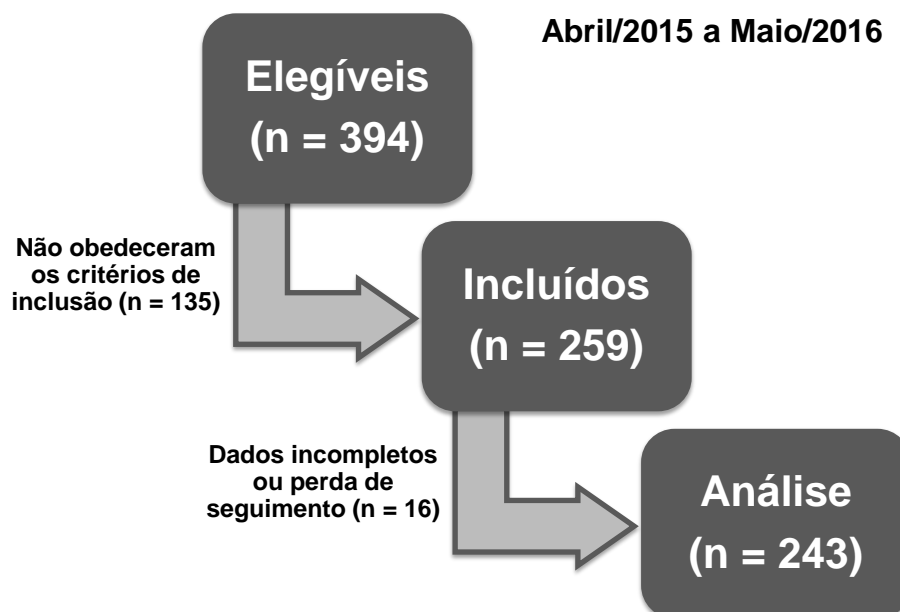 Abril/2015 a Maio/2016
Elegíveis
(n = 394)
Não obedeceram
os critérios de
inclusão (n = 135)
Incluídos
(n = 259)
Dados incompletos
ou perda de
seguimento (n = 16)
Análise
(n = 243)